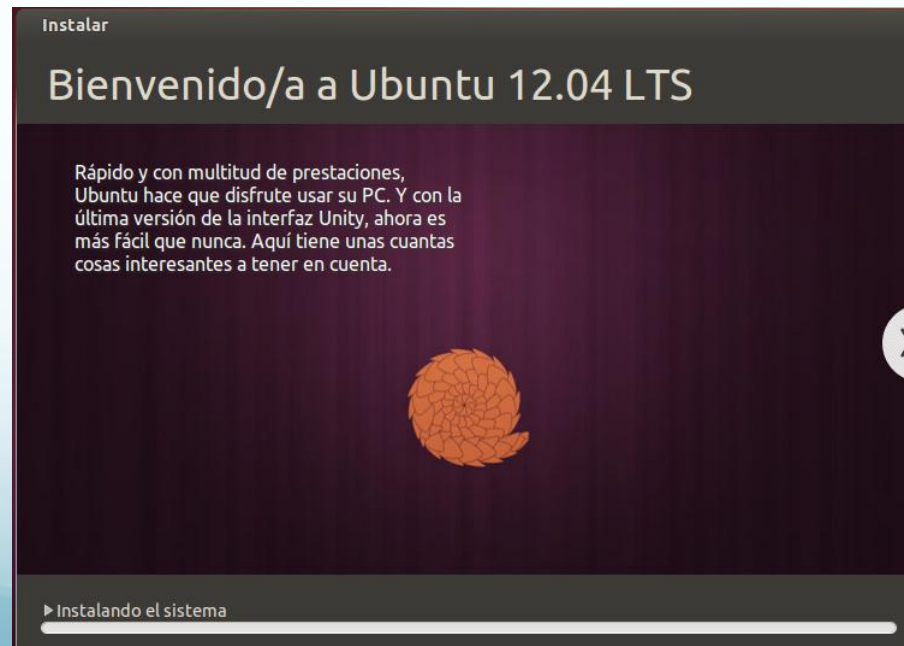 Instalar
Bienvenido/a a Ubuntu 12.04 LTS
Rápido y con multitud de prestaciones,
Ubuntu hace que disfrute usar su PC. Y con la
última versión de la interfaz Unity, ahora es
más fácil que nunca. Aquí tiene unas cuantas
cosas interesantes a tener en cuenta.
Instalando el sistema